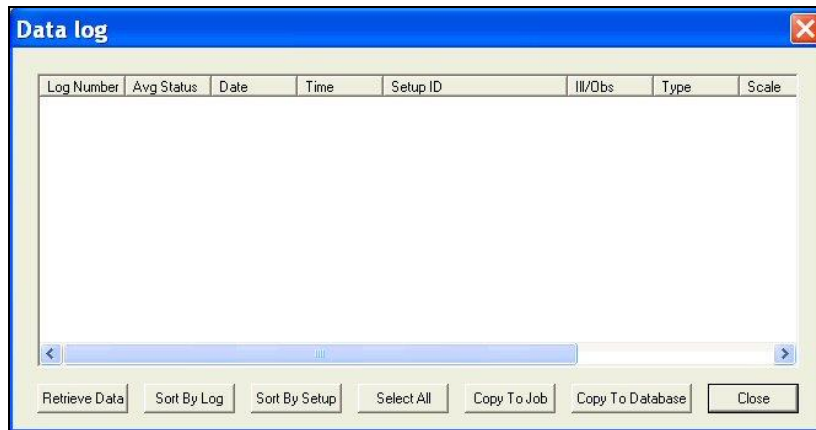 Data log
Log Number Avg Status Date Time Setup ID Ill/Obs Type Scale
Retrieve Data Sort By Log Sort By Setup Select All Copy To Job Copy To Database Close